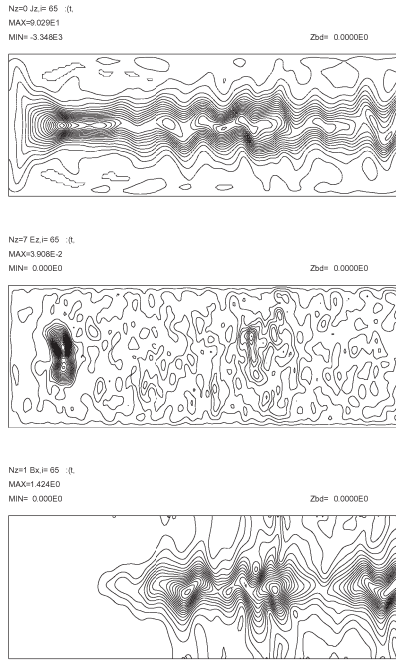 Nz=0 Jz,i= 65 :(t,
MAX=9.029E1
MIN= -3.348E3 Zbd= 0.0000E0
Nz=7 Ez,i= 65 :(t,
MAX=3.908E-2
MIN= 0.000E0 Zbd= 0.0000E0
Nz=1 Bx,i= 65 :(t,
MAX=1.424E0
MIN= 0.000E0 Zbd= 0.0000E0